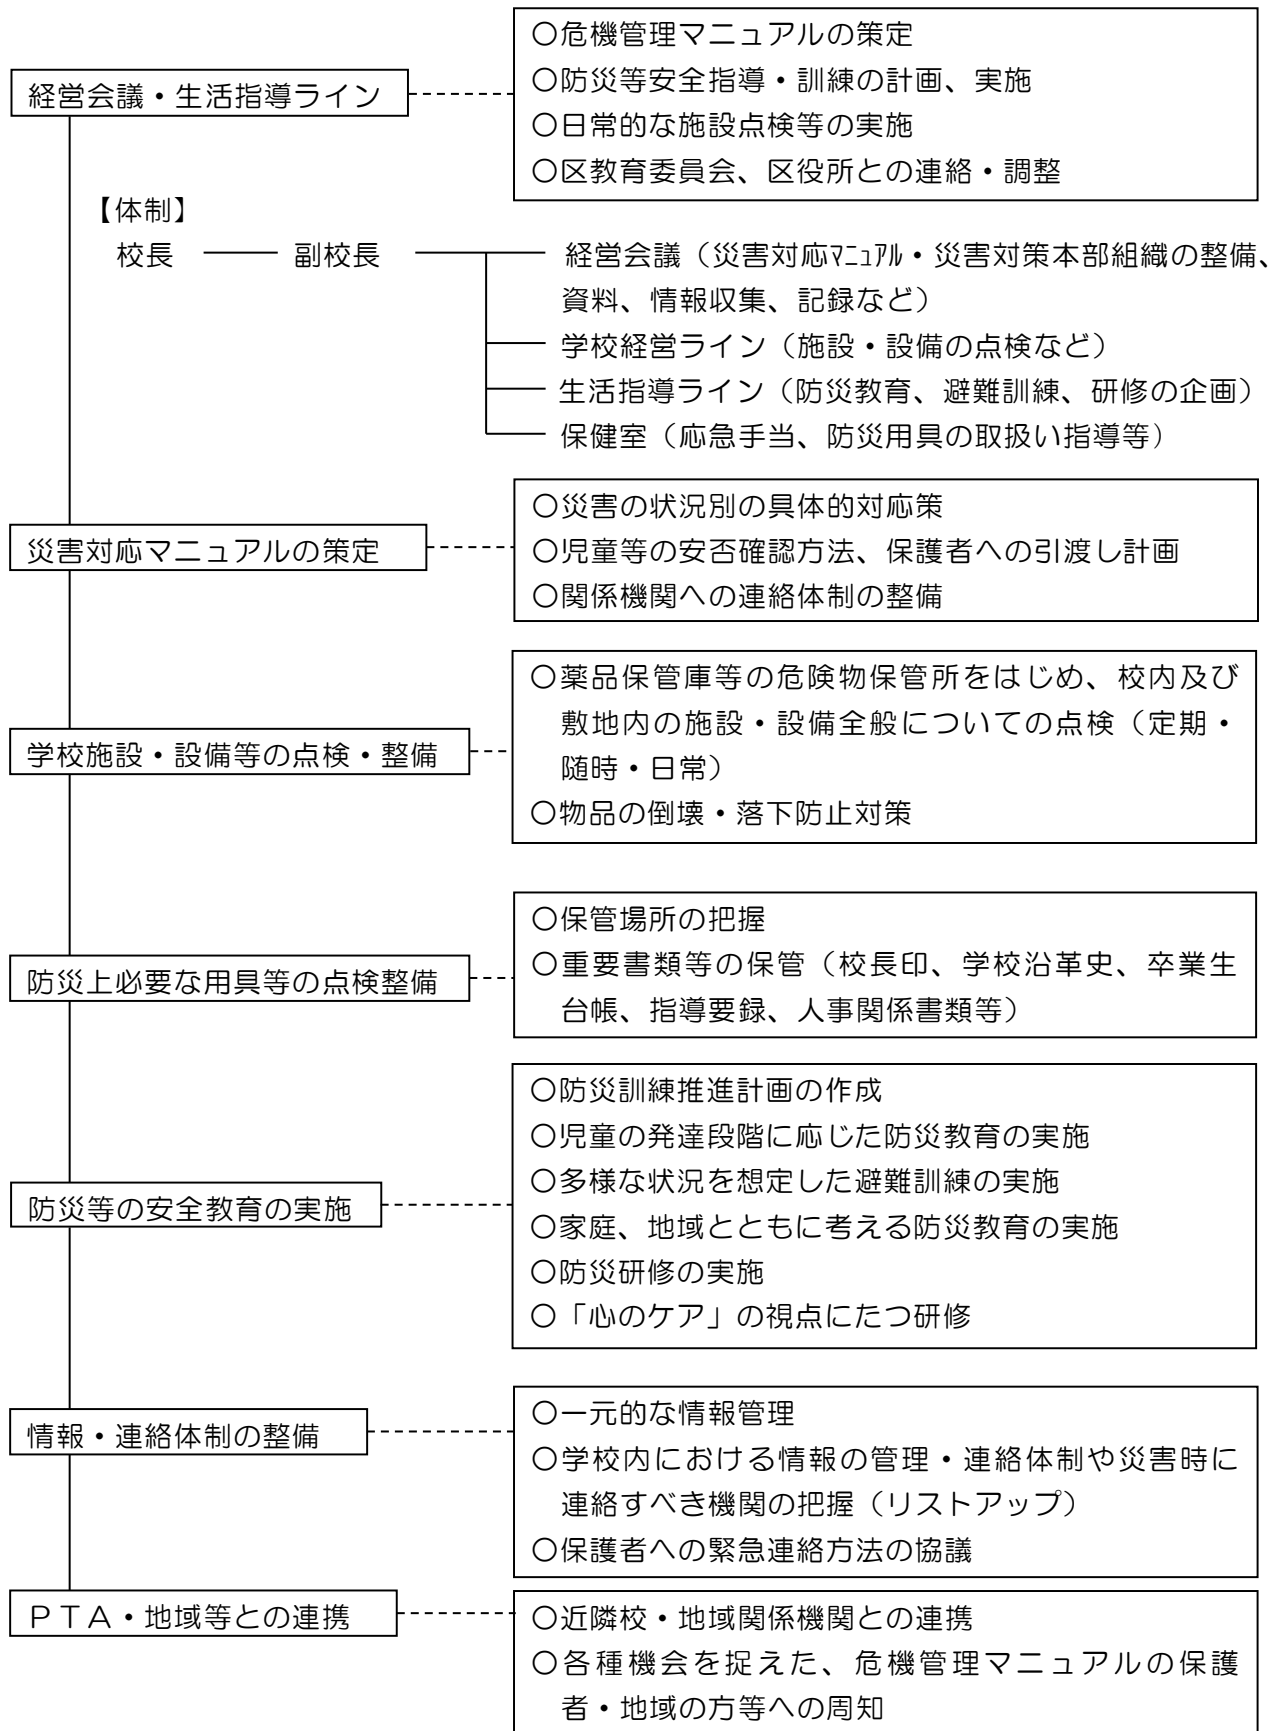 経営会議・生活指導ライン
〇危機管理マニュアルの策定
〇防災等安全指導・訓練の計画、実施
〇日常的な施設点検等の実施
〇区教育委員会、区役所との連絡・調整
【体制】
校長 副校長 経営会議（災害対応ﾏﾆｭｱﾙ・災害対策本部組織の整備、
資料、情報収集、記録など）
学校経営ライン（施設・設備の点検など）
生活指導ライン（防災教育、避難訓練、研修の企画）
保健室（応急手当、防災用具の取扱い指導等）
災害対応マニュアルの策定
〇災害の状況別の具体的対応策
〇児童等の安否確認方法、保護者への引渡し計画
〇関係機関への連絡体制の整備
学校施設・設備等の点検・整備
〇薬品保管庫等の危険物保管所をはじめ、校内及び
敷地内の施設・設備全般についての点検（定期・
随時・日常）
〇物品の倒壊・落下防止対策
防災上必要な用具等の点検整備
〇保管場所の把握
〇重要書類等の保管（校長印、学校沿革史、卒業生
台帳、指導要録、人事関係書類等）
防災等の安全教育の実施
〇防災訓練推進計画の作成
〇児童の発達段階に応じた防災教育の実施
〇多様な状況を想定した避難訓練の実施
〇家庭、地域とともに考える防災教育の実施
〇防災研修の実施
〇「心のケア」の視点にたつ研修
情報・連絡体制の整備
〇一元的な情報管理
〇学校内における情報の管理・連絡体制や災害時に
連絡すべき機関の把握（リストアップ）
〇保護者への緊急連絡方法の協議
ＰＴＡ・地域等との連携
〇近隣校・地域関係機関との連携
〇各種機会を捉えた、危機管理マニュアルの保護
者・地域の方等への周知